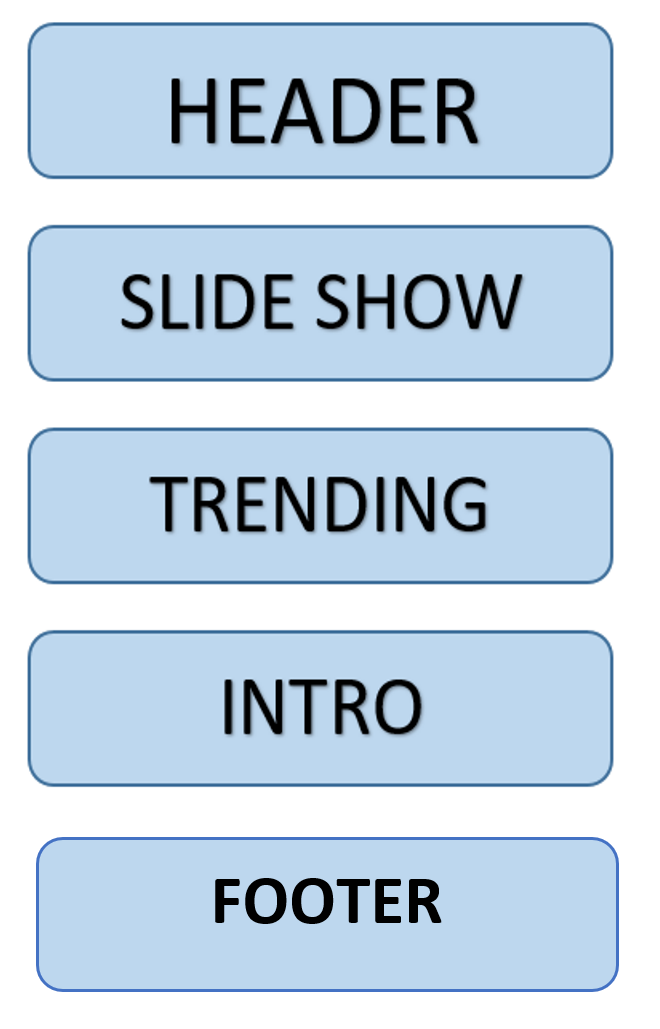 HEADER
SLIDE SHOW
TRENDING
INTRO
FOOTER